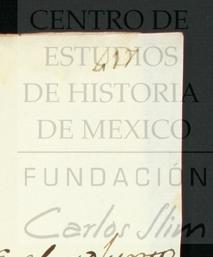 CENTRO DE
ESTUDIOS
DE HISTORIA
DE MEXICO
FUNDACIÓN
Carlos Slim